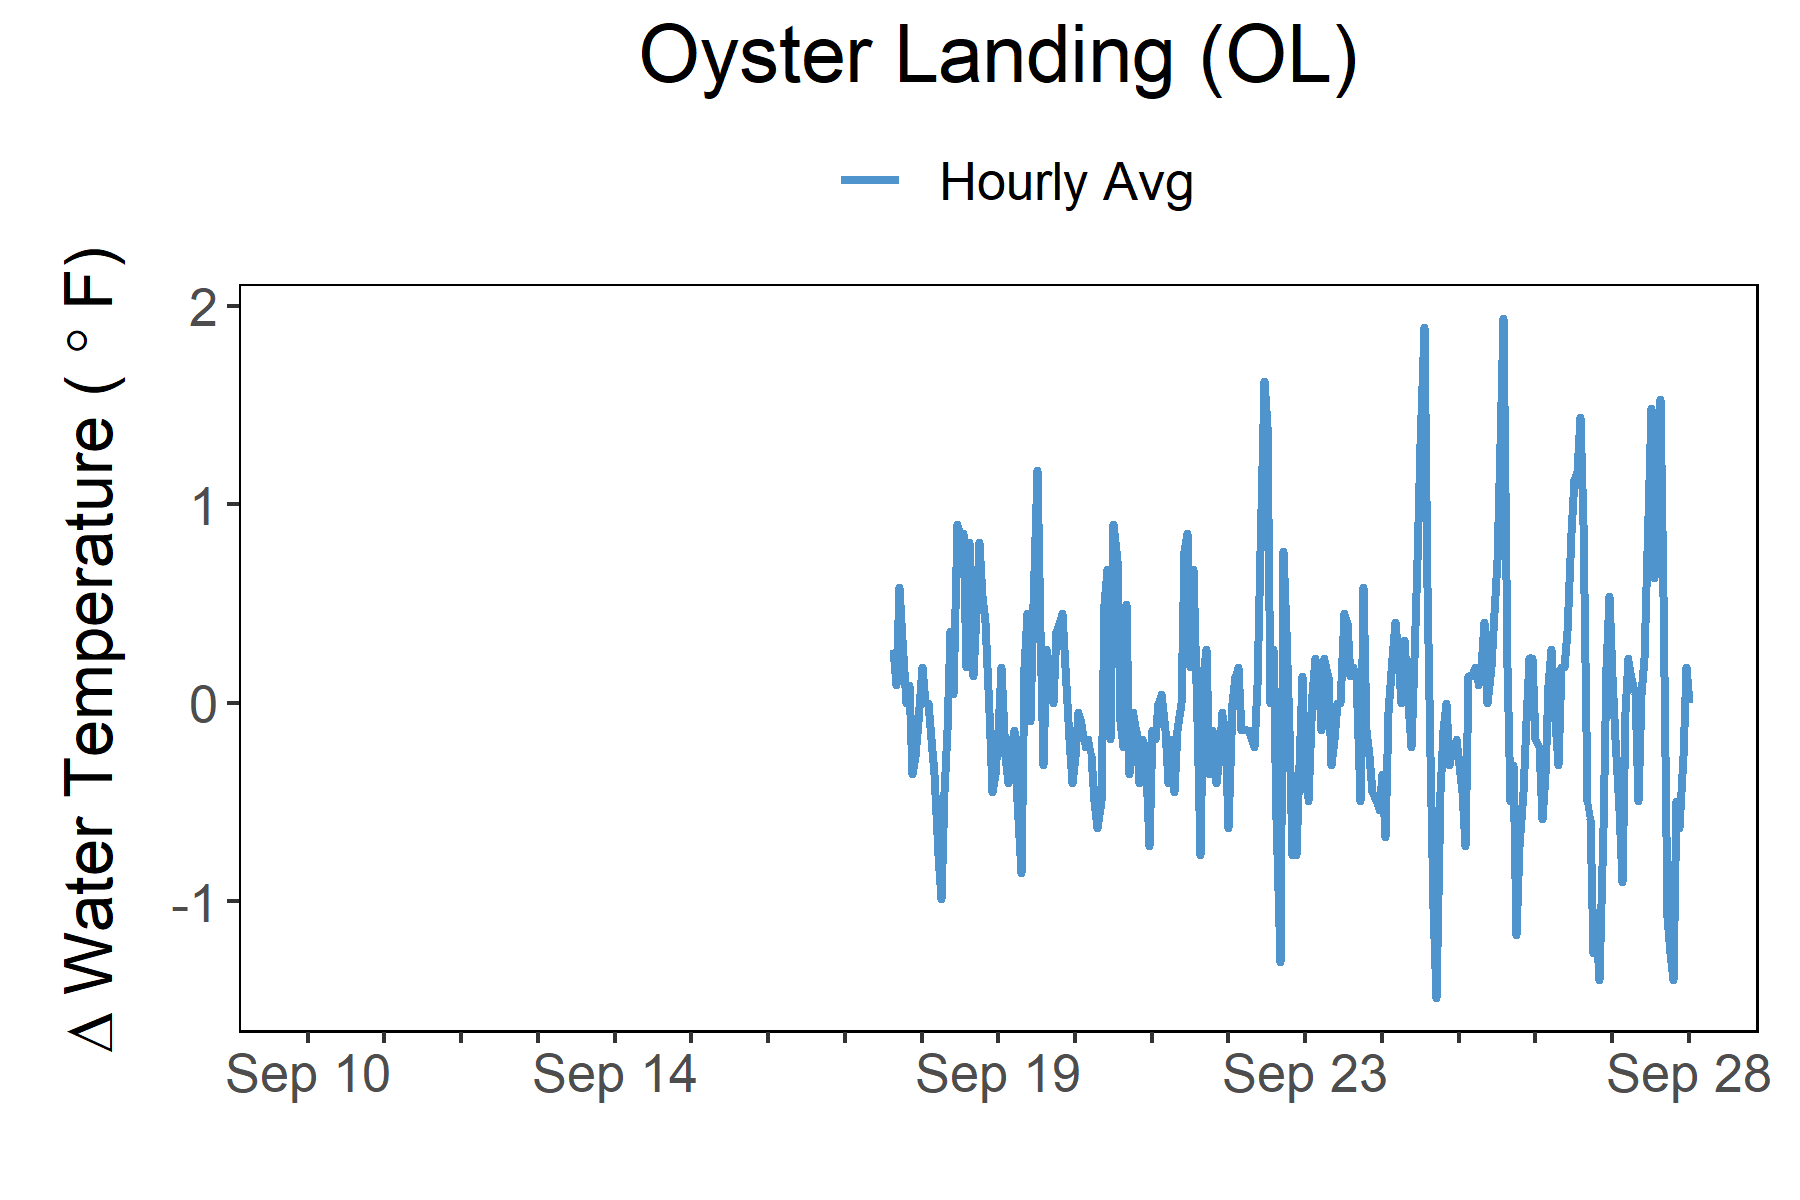 Oyster Landing (OL)
Hourly Avg
Δ Water Temperature ( ° F)
2
1
0
-1
Sep 10 Sep 14 Sep 19 Sep 23 Sep 28